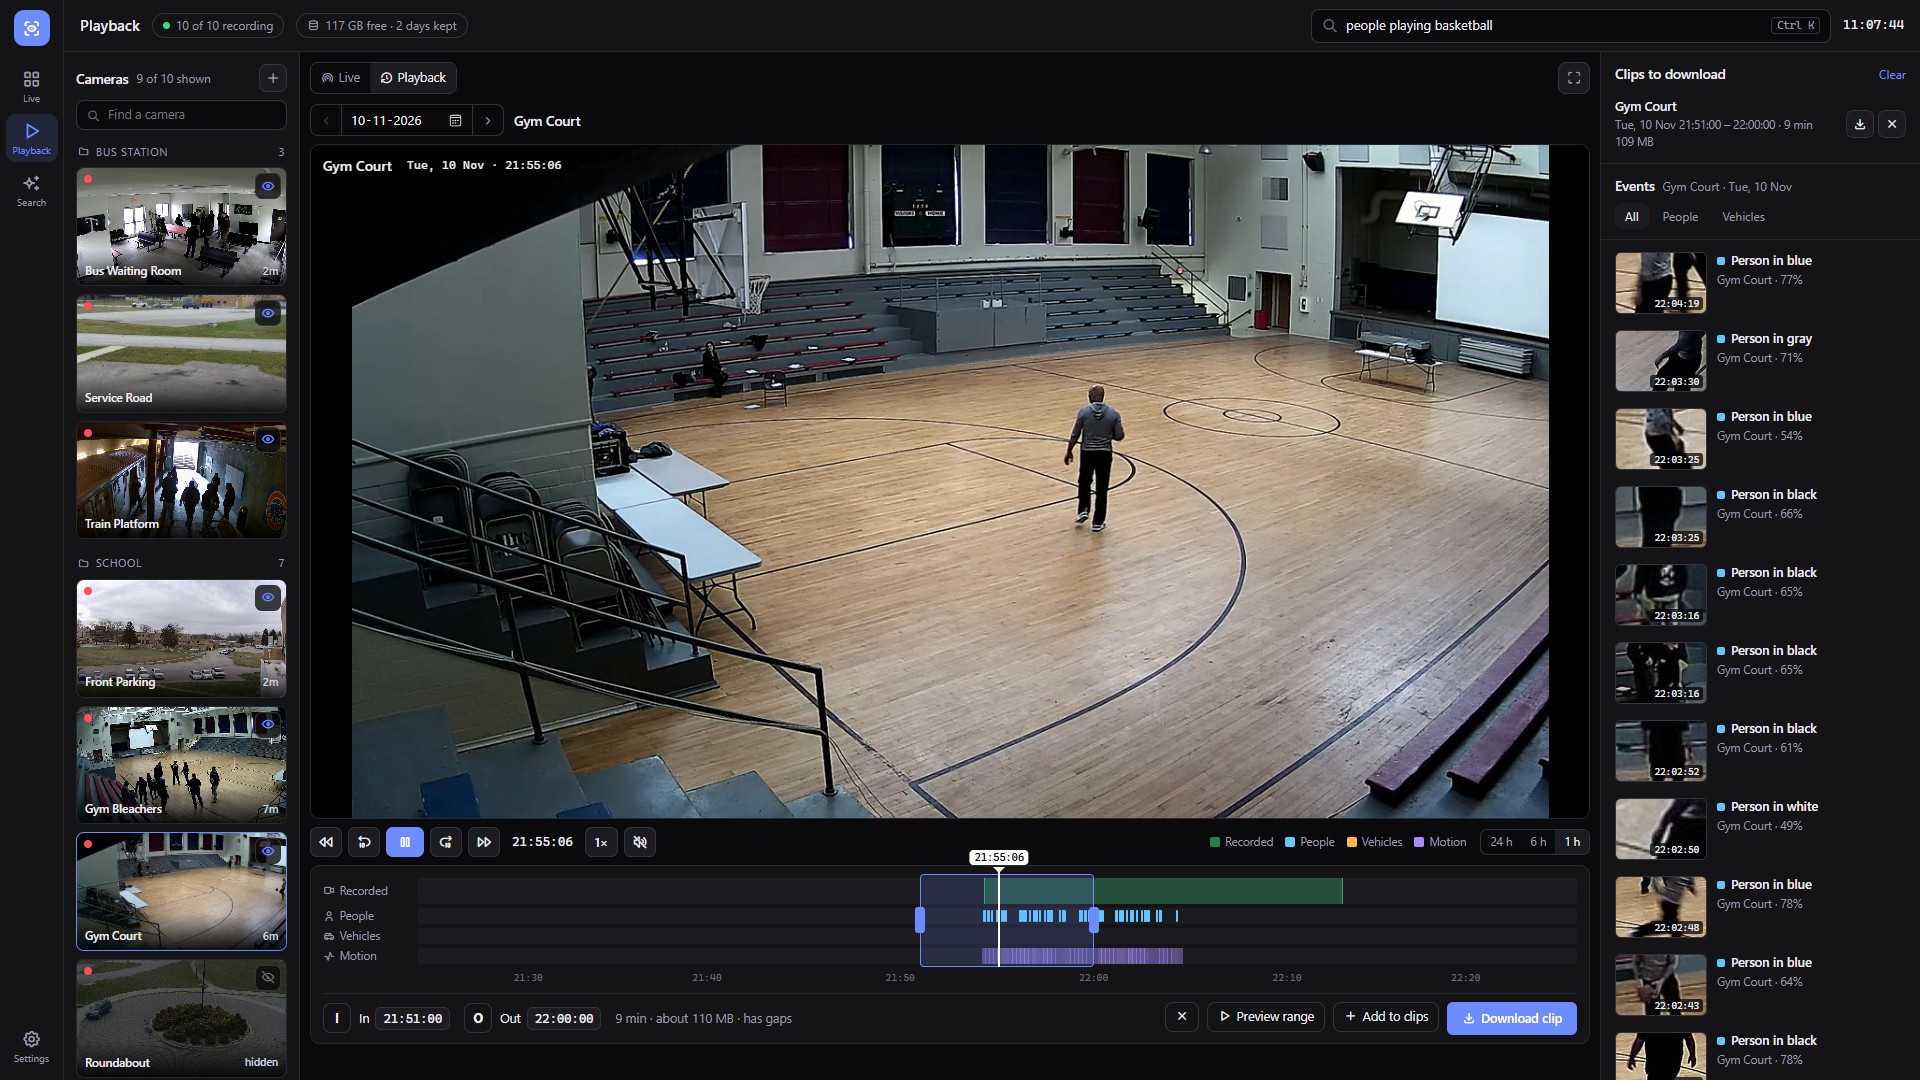 Playback
10 of 10 recording
117 GB free · 2 days kept
people playing basketball
Ctrl K
11:07:44
Live
Playback
Search
Settings
Cameras 9 of 10 shown
Find a camera
BUS STATION 3
Bus Waiting Room 2m
Service Road
Train Platform
SCHOOL 7
Front Parking 2m
Gym Bleachers 7m
Gym Court 6m
Roundabout hidden
Live
Playback
10-11-2026
Gym Court
Gym Court Tue, 10 Nov · 21:55:06
VISITORS HOME
21:55:06
1×
Recorded
People
Vehicles
Motion
24 h 6 h 1 h
21:55:06
Recorded
People
Vehicles
Motion
21:30 21:40 21:50 22:00 22:10 22:20
I In 21:51:00 O Out 22:00:00 9 min · about 110 MB · has gaps
Preview range
Add to clips
Download clip
Clips to download Clear
Gym Court
Tue, 10 Nov 21:51:00 – 22:00:00 · 9 min
109 MB
Events Gym Court · Tue, 10 Nov
All People Vehicles
22:04:19
Person in blue
Gym Court · 77%
22:03:30
Person in gray
Gym Court · 71%
22:03:25
Person in blue
Gym Court · 54%
22:03:25
Person in black
Gym Court · 66%
22:03:16
Person in black
Gym Court · 65%
22:03:16
Person in black
Gym Court · 65%
22:02:52
Person in black
Gym Court · 61%
22:02:50
Person in white
Gym Court · 49%
22:02:48
Person in blue
Gym Court · 78%
22:02:43
Person in blue
Gym Court · 64%
Person in black
Gym Court · 78%